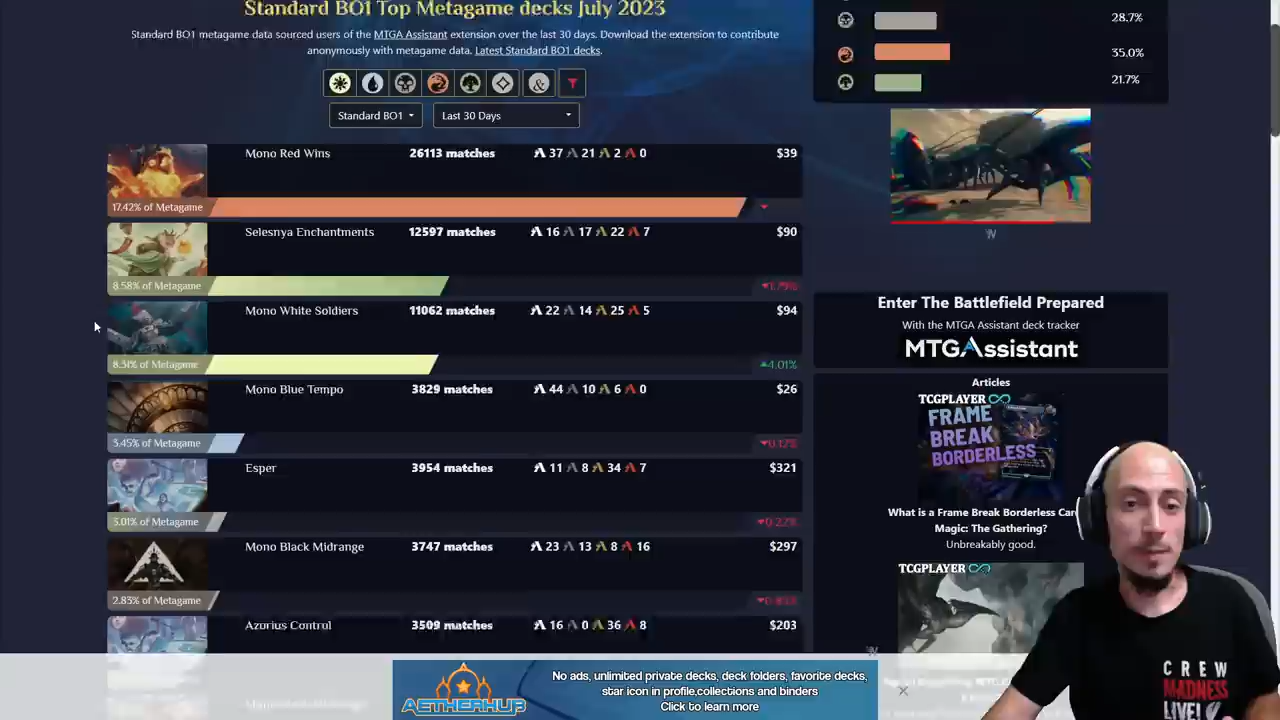 Standard BO1 Top Metagame decks July 2023
Standard BO1 metagame data sourced users of the MTGA Assistant extension over the last 30 days. Download the extension to contribute
anonymously with metagame data. Latest Standard BO1 decks.
Standard BO1
Last 30 Days
Mono Red Wins 26113 matches 37 21 2 0 $39
17.42% of Metagame
Selesnya Enchantments 12597 matches 16 17 22 7 $90
8.58% of Metagame 1.79%
Mono White Soldiers 11062 matches 22 14 25 5 $94
8.31% of Metagame 4.01%
Mono Blue Tempo 3829 matches 44 10 6 0 $26
3.45% of Metagame 0.12%
Esper 3954 matches 11 8 34 7 $321
3.01% of Metagame 0.22%
Mono Black Midrange 3747 matches 23 13 8 16 $297
2.83% of Metagame
Azorius Control 3509 matches 16 0 36 8 $203
28.7%
35.0%
21.7%
Enter The Battlefield Prepared
With the MTGA Assistant deck tracker
MTGAssistant
Articles
TCGPLAYER
FRAME
BREAK
BORDERLESS
What is a Frame Break Borderless Car
Magic: The Gathering?
Unbreakably good.
TCGPLAYER
AETHERHUB
No ads, unlimited private decks, deck folders, favorite decks,
star icon in profile,collections and binders
Click to learn more
CREW
MADNESS
LIVE!